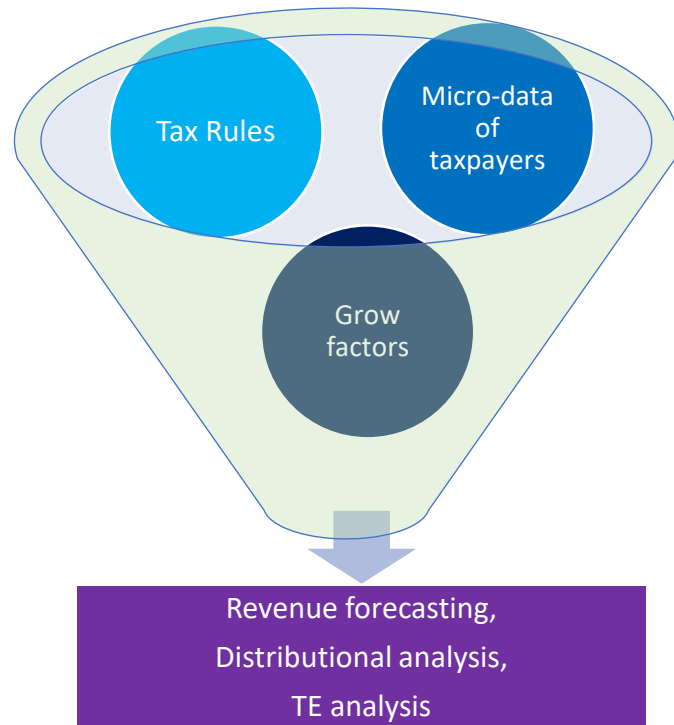 Tax Rules
Micro-data
of
taxpayers
Grow
factors
Revenue forecasting,
Distributional analysis,
TE analysis